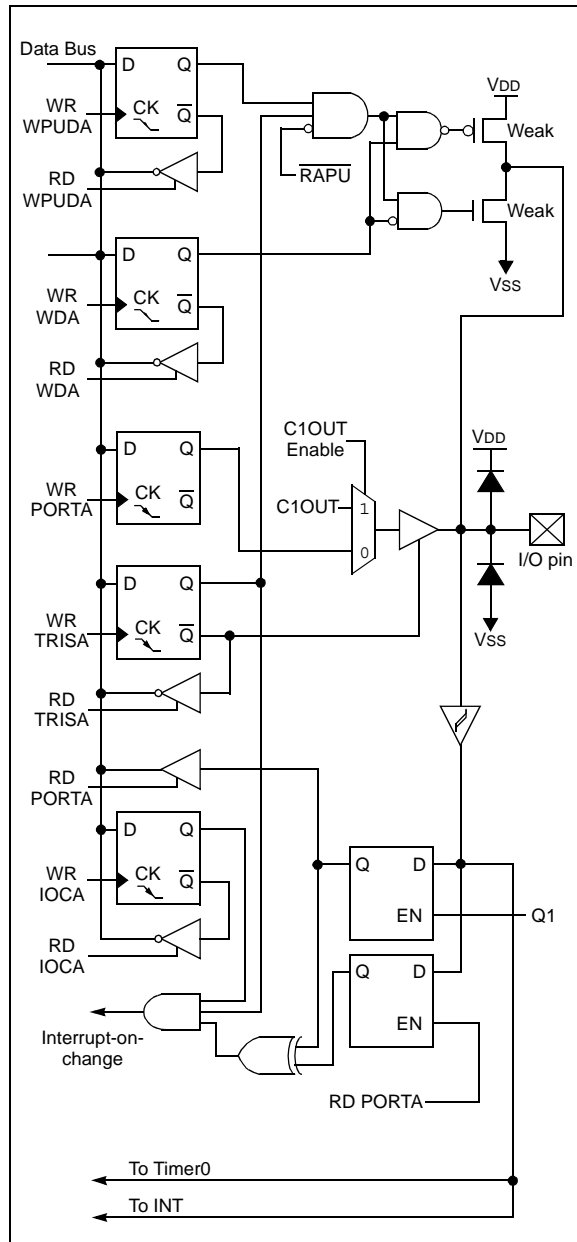 Data Bus
D Q
WR
WPUDA
CK Q̅
RD
WPUDA
R̅A̅P̅U̅
VDD
Weak
Weak
VSS
D Q
WR
WDA
CK Q̅
RD
WDA
D Q
WR
PORTA
CK Q̅
C1OUT
Enable
C1OUT
1
0
VDD
I/O pin
VSS
D Q
WR
TRISA
CK Q̅
RD
TRISA
RD
PORTA
D Q
WR
IOCA
CK Q̅
RD
IOCA
Q D
EN
Q1
Q D
EN
RD PORTA
Interrupt-on-
change
To Timer0
To INT